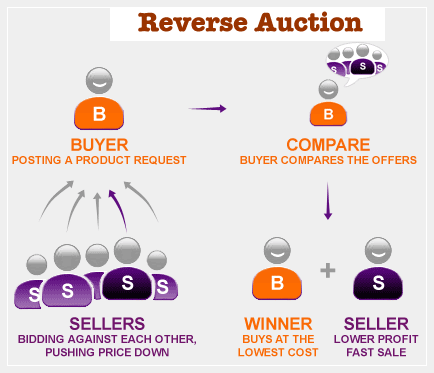 Reverse Auction
B
BUYER
POSTING A PRODUCT REQUEST
S S S S
B
COMPARE
BUYER COMPARES THE OFFERS
S S S S S
SELLERS
BIDDING AGAINST EACH OTHER,
PUSHING PRICE DOWN
B + S
WINNER
BUYS AT THE
LOWEST COST
SELLER
LOWER PROFIT
FAST SALE